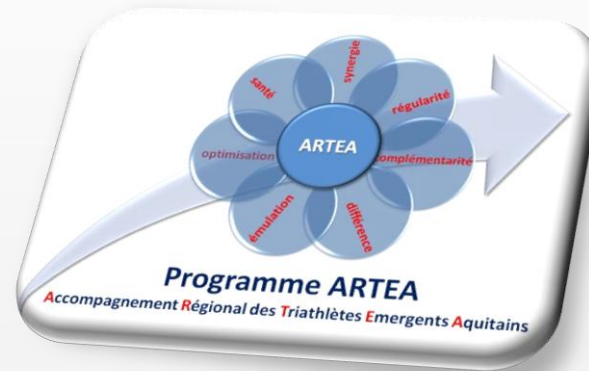 synergie
santé
régularité
ARTEA
optimisation
complémentarité
émulation
différence
Programme ARTEA
Accompagnement Régional des Triathlètes Emergents Aquitains